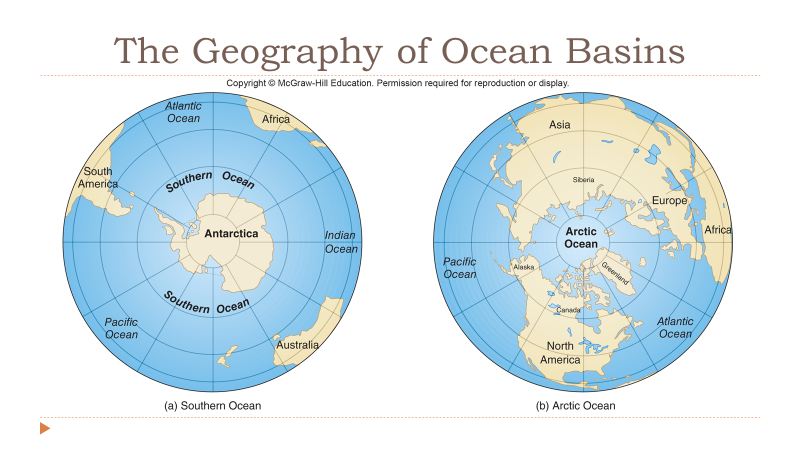 The Geography of Ocean Basins
Copyright © McGraw-Hill Education. Permission required for reproduction or display.
Atlantic
Ocean
Africa
South
America
Southern Ocean
Antarctica
Indian
Ocean
Southern Ocean
Pacific
Ocean
Australia
(a) Southern Ocean
Asia
Siberia
Europe
Africa
Arctic
Ocean
Pacific
Ocean
Alaska
Greenland
Canada
Atlantic
Ocean
North
America
(b) Arctic Ocean